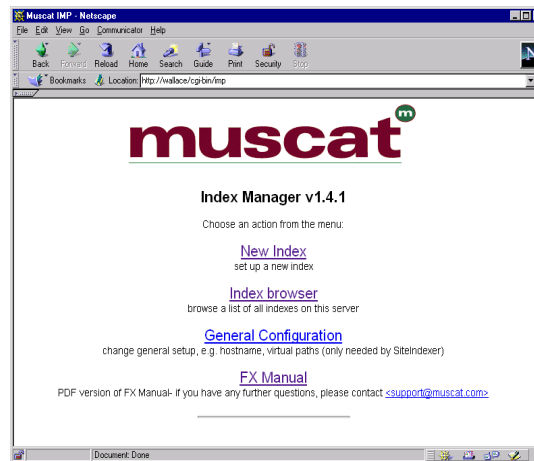 Muscat IMP - Netscape
File Edit View Go Communicator Help
Back Forward Reload Home Search Guide Print Security Stop
Bookmarks Location: http://wallace/cgi-bin/imp
m
muscat
Index Manager v1.4.1
Choose an action from the menu:
New Index
set up a new index
Index browser
browse a list of all indexes on this server
General Configuration
change general setup, e.g. hostname, virtual paths (only needed by SiteIndexer)
FX Manual
PDF version of FX Manual- if you have any further questions, please contact <support@muscat.com>
Document: Done